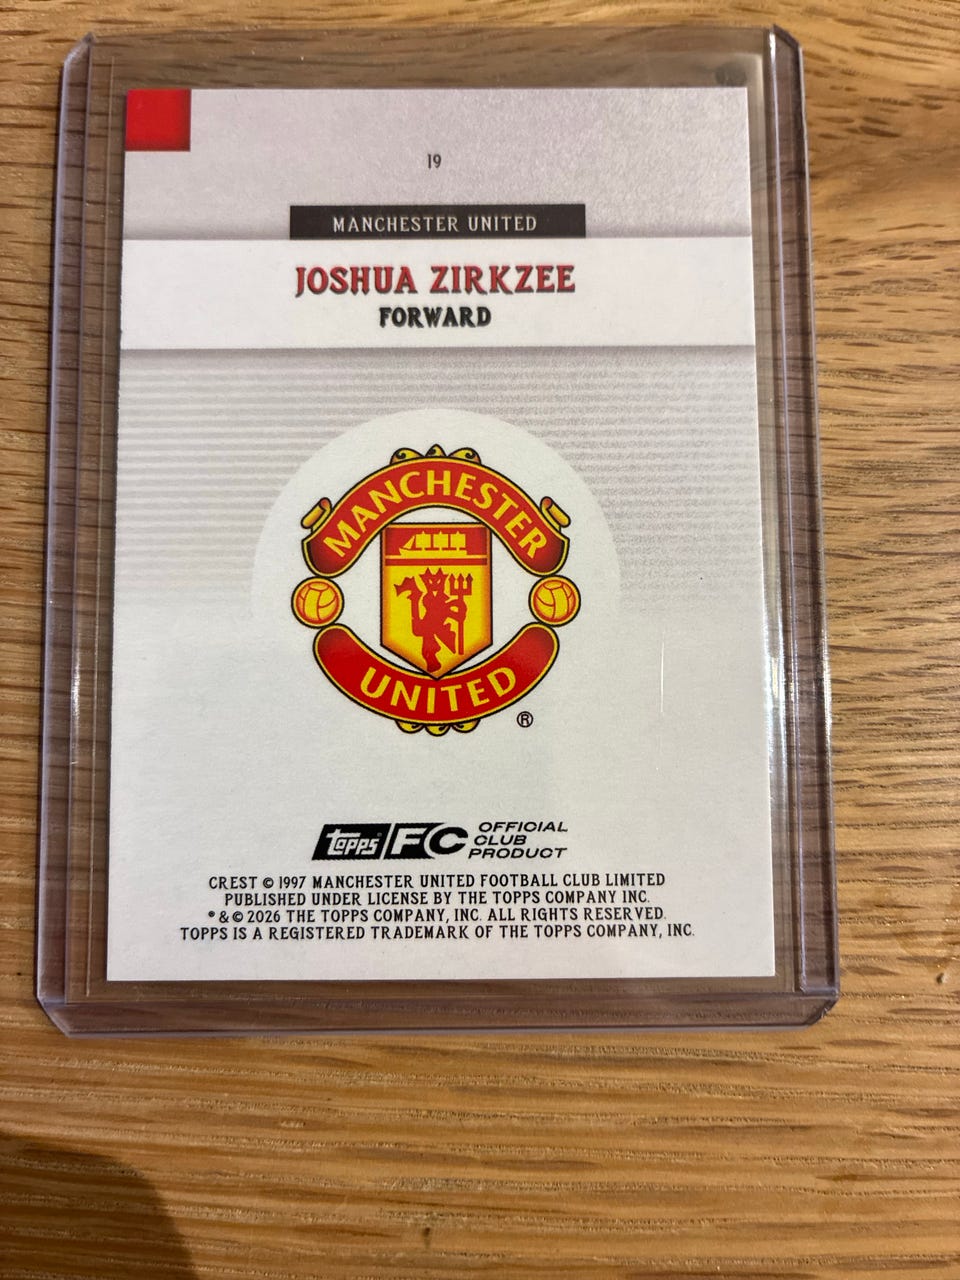 19
MANCHESTER UNITED
JOSHUA ZIRKZEE
FORWARD
MANCHESTER
UNITED
®
topps FC OFFICIAL
CLUB
PRODUCT
CREST © 1997 MANCHESTER UNITED FOOTBALL CLUB LIMITED
PUBLISHED UNDER LICENSE BY THE TOPPS COMPANY INC.
® & © 2026 THE TOPPS COMPANY, INC. ALL RIGHTS RESERVED.
TOPPS IS A REGISTERED TRADEMARK OF THE TOPPS COMPANY, INC.